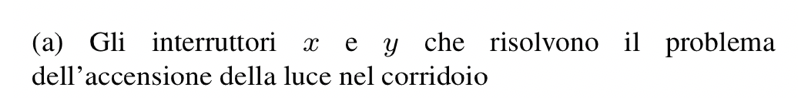 (a) Gli interruttori x e y che risolvono il problema
dell'accensione della luce nel corridoio